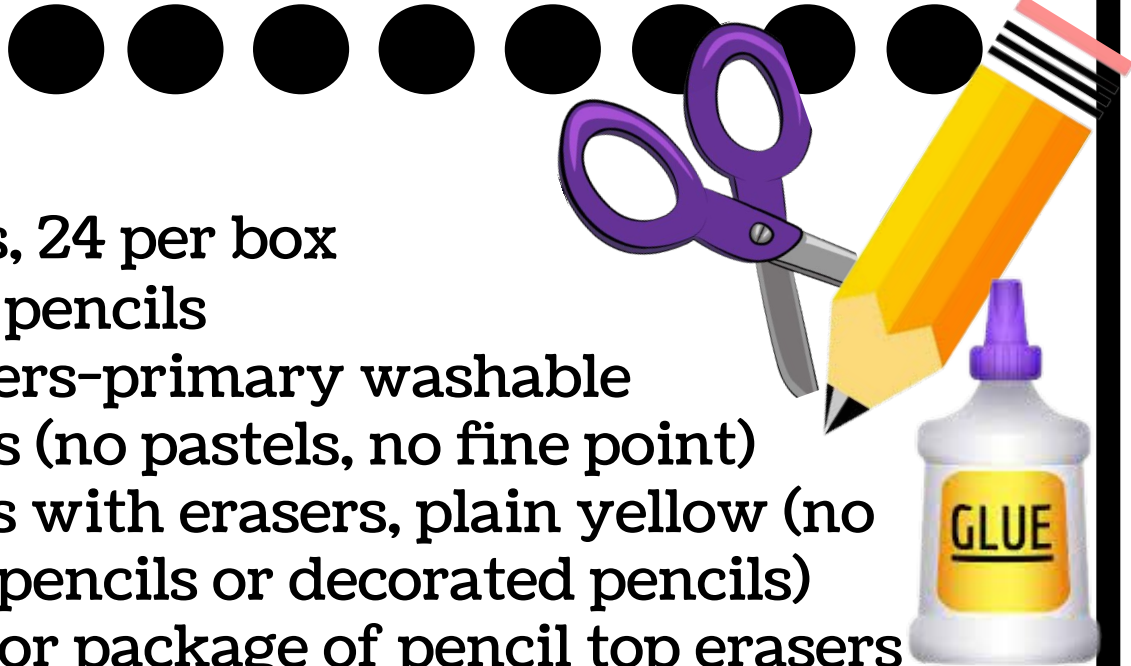 s, 24 per box
pencils
ers-primary washable
s (no pastels, no fine point)
s with erasers, plain yellow (no
pencils or decorated pencils)
or package of pencil top erasers
GLUE